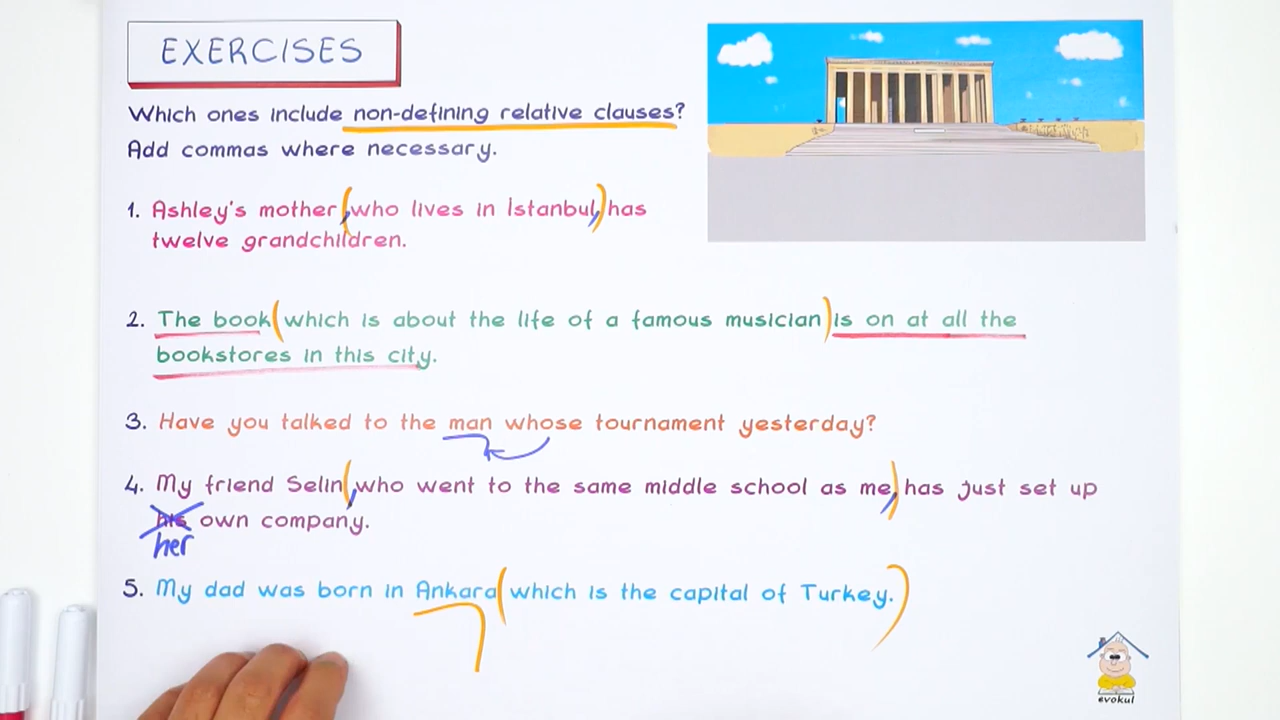 EXERCISES
Which ones include non-defining relative clauses?
Add commas where necessary.
1. Ashley's mother, who lives in İstanbul, has
twelve grandchildren.
2. The book which is about the life of a famous musician is on at all the
bookstores in this city.
3. Have you talked to the man whose tournament yesterday?
4. My friend Selin, who went to the same middle school as me, has just set up
his own company.
her
5. My dad was born in Ankara which is the capital of Turkey.
evokul